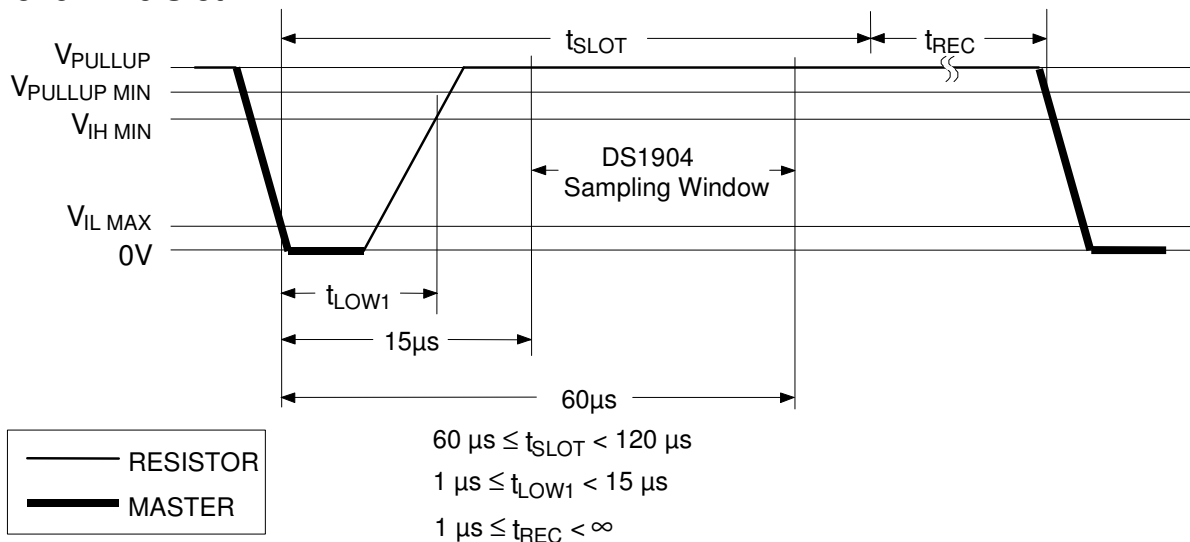 tSLOT
tREC
VPULLUP
VPULLUP MIN
VIH MIN
DS1904
Sampling Window
VIL MAX
0V
tLOW1
15µs
60µs
60 µs ≤ tSLOT < 120 µs
RESISTOR
1 µs ≤ tLOW1 < 15 µs
MASTER
1 µs ≤ tREC < ∞